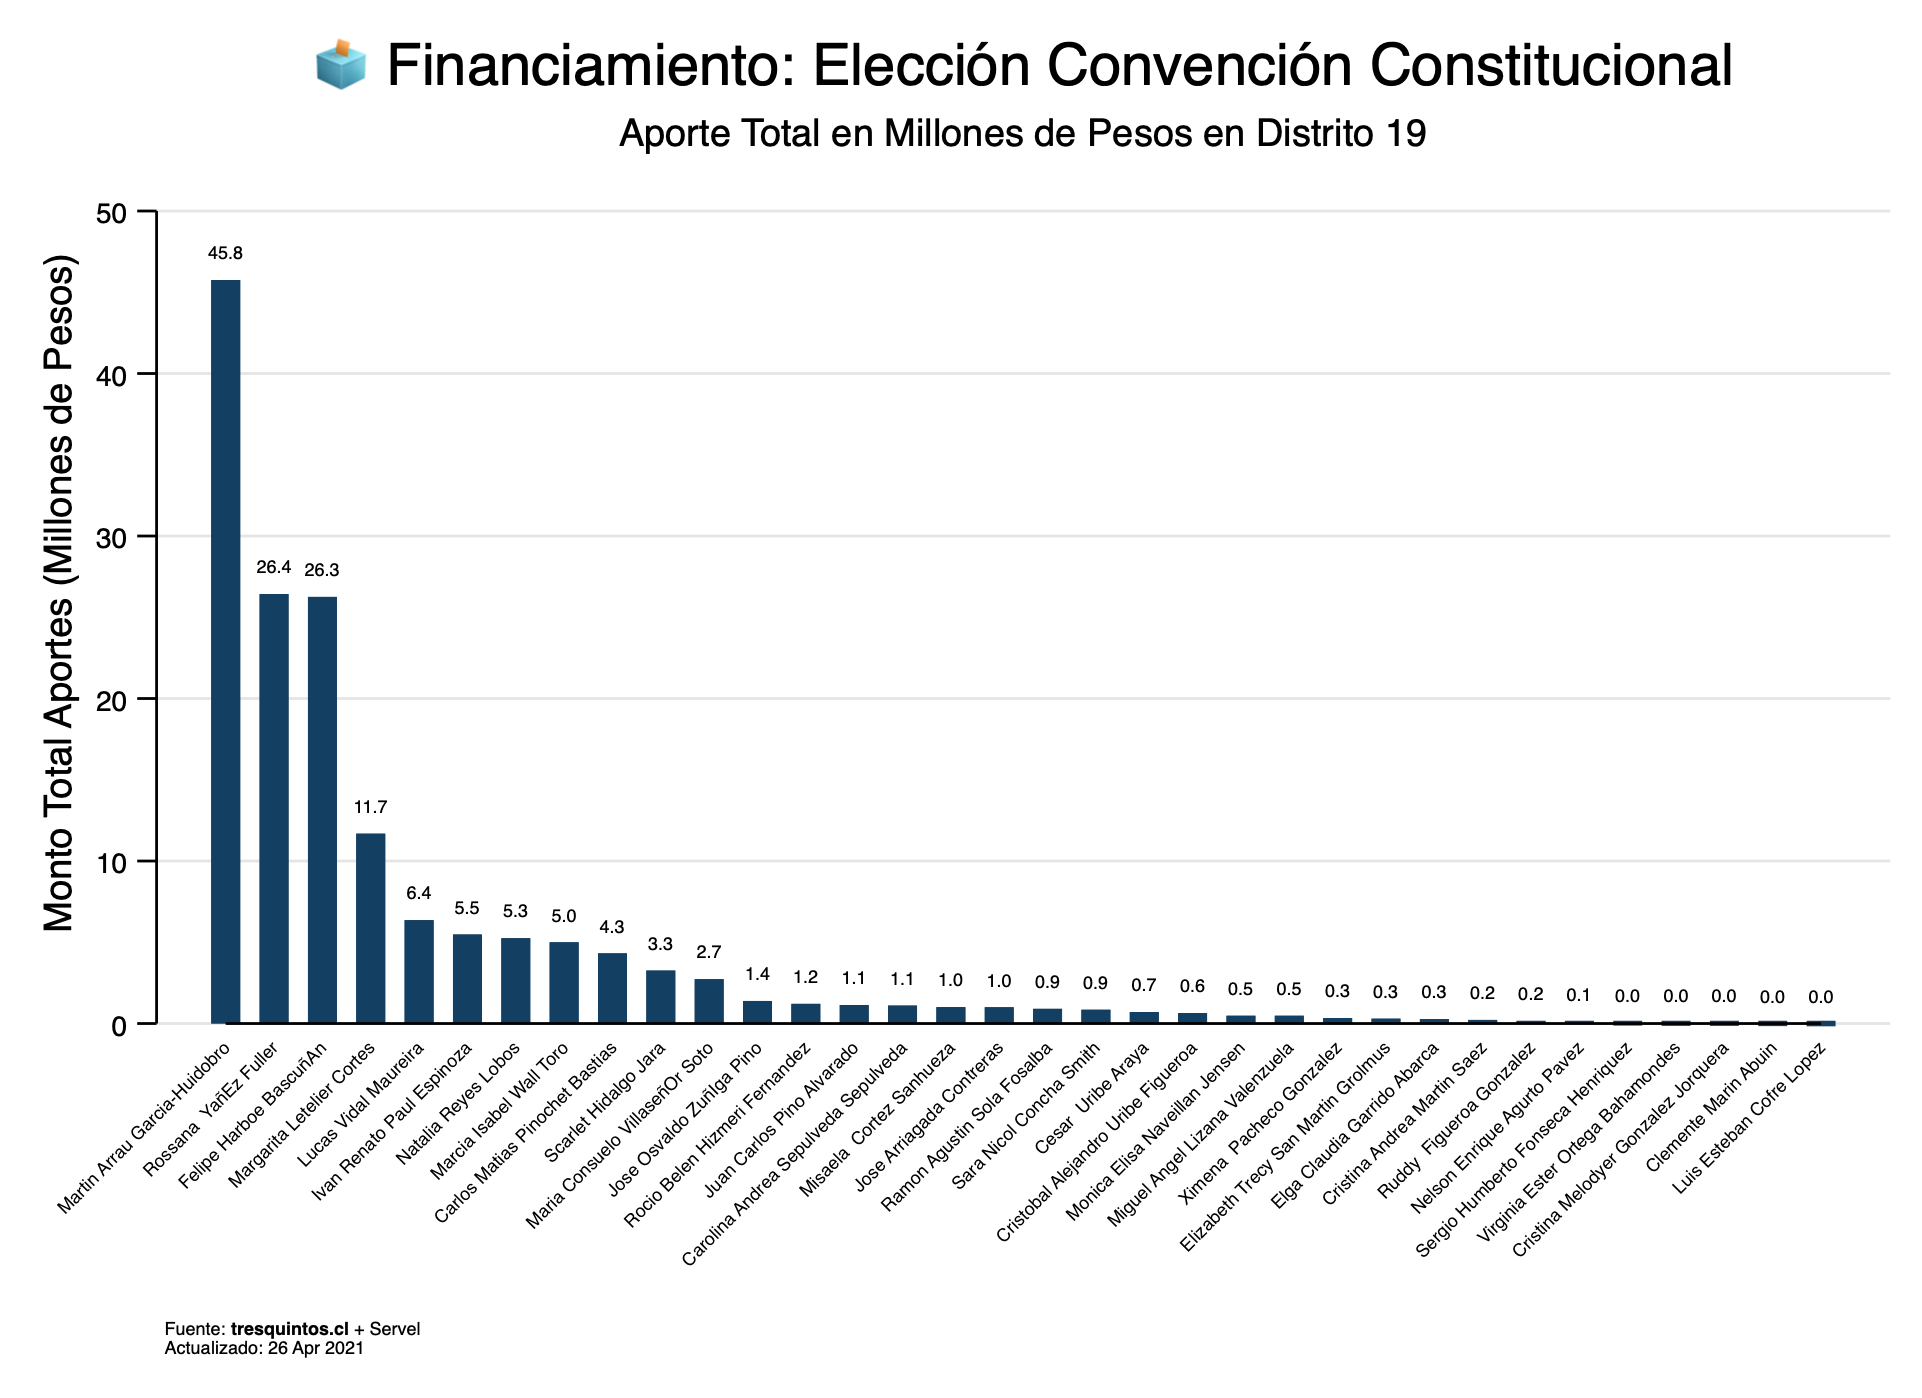 Financiamiento: Elección Convención Constitucional
Aporte Total en Millones de Pesos en Distrito 19
Monto Total Aportes (Millones de Pesos)
50
40
30
20
10
0
45.8
26.4
26.3
11.7
6.4
5.5
5.3
5.0
4.3
3.3
2.7
1.4
1.2
1.1
1.1
1.0
1.0
0.9
0.9
0.7
0.6
0.5
0.5
0.3
0.3
0.3
0.2
0.2
0.1
0.0
0.0
0.0
0.0
0.0
Martin Arrau Garcia-Huidobro
Rossana YañEz Fuller
Felipe Harboe BascuñAn
Margarita Letelier Cortes
Lucas Vidal Maureira
Ivan Renato Paul Espinoza
Natalia Reyes Lobos
Marcia Isabel Wall Toro
Carlos Matias Pinochet Bastias
Scarlet Hidalgo Jara
Maria Consuelo VillaseñOr Soto
Jose Osvaldo ZuñIga Pino
Rocio Belen Hizmeri Fernandez
Juan Carlos Pino Alvarado
Carolina Andrea Sepulveda Sepulveda
Misaela Cortez Sanhueza
Jose Arriagada Contreras
Ramon Agustin Sola Fosalba
Sara Nicol Concha Smith
Cesar Uribe Araya
Cristobal Alejandro Uribe Figueroa
Monica Elisa Naveillan Jensen
Miguel Angel Lizana Valenzuela
Ximena Pacheco Gonzalez
Elizabeth Trecy San Martin Grolmus
Elga Claudia Garrido Abarca
Cristina Andrea Martin Saez
Ruddy Figueroa Gonzalez
Nelson Enrique Agurto Pavez
Sergio Humberto Fonseca Henriquez
Virginia Ester Ortega Bahamondes
Cristina Melodyer Gonzalez Jorquera
Clemente Marin Abuin
Luis Esteban Cofre Lopez
Fuente: tresquintos.cl + Servel
Actualizado: 26 Apr 2021